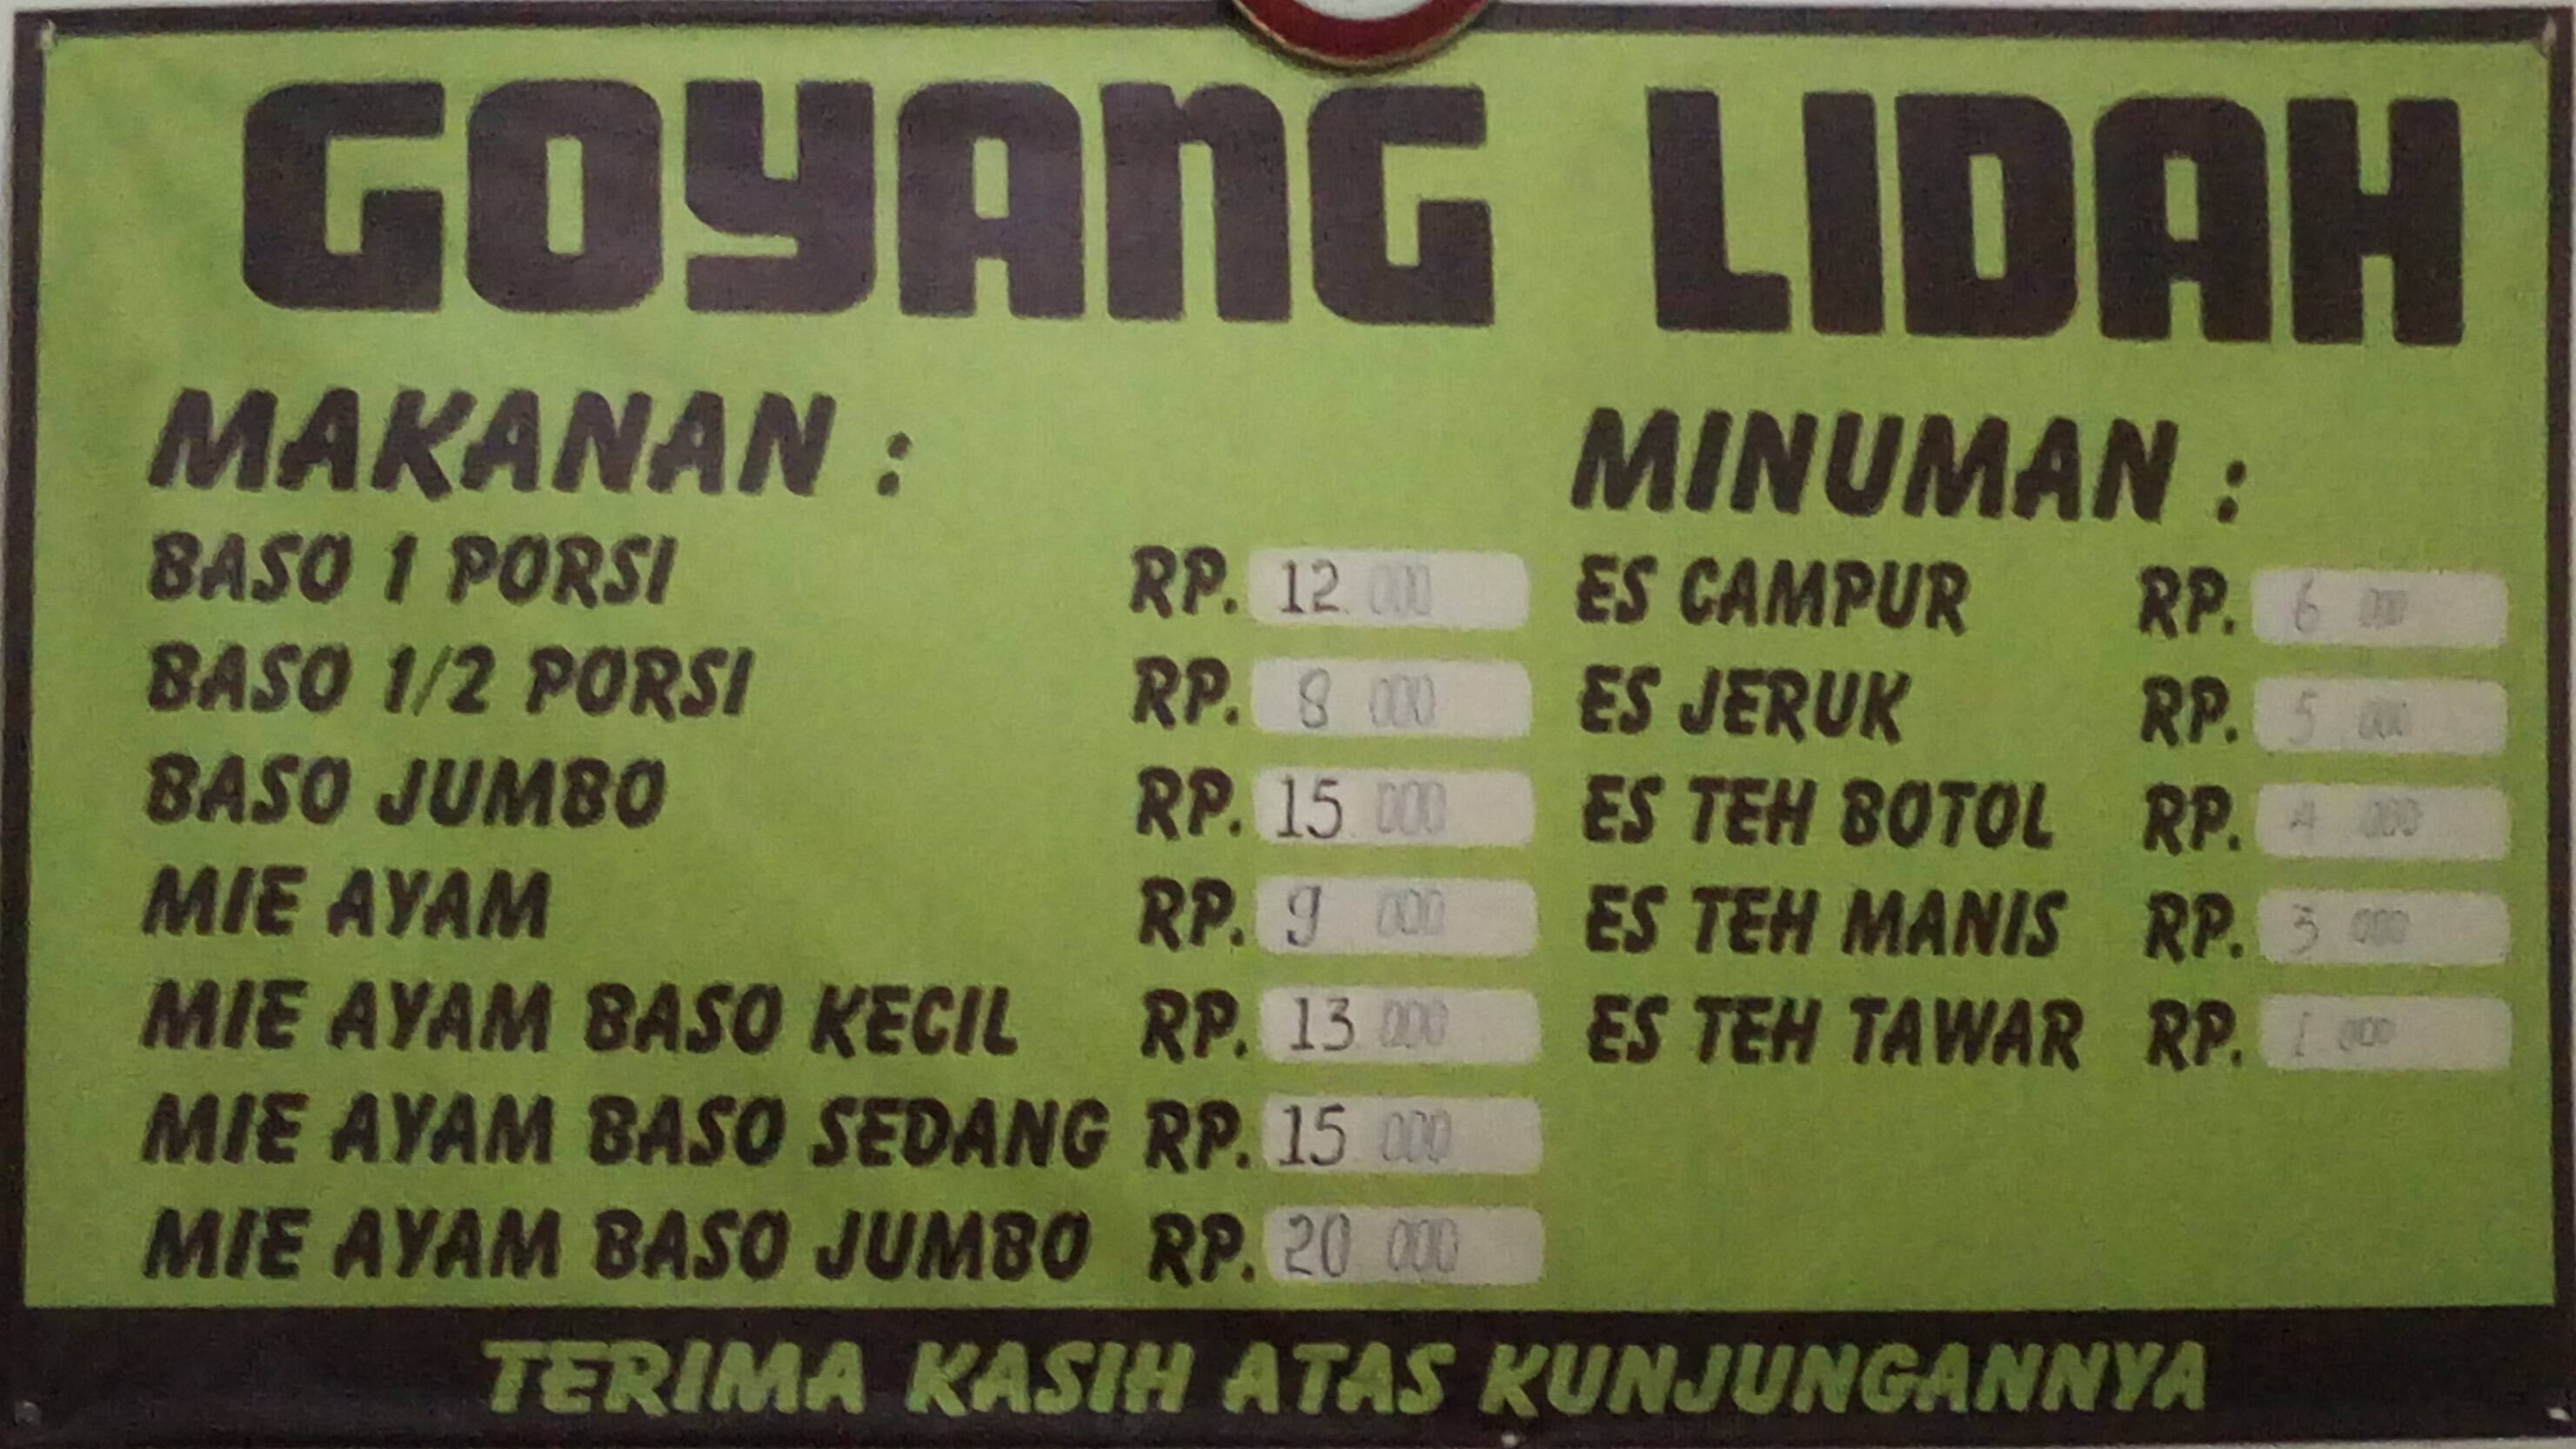 GOYANG LIDAH
MAKANAN :
BASO 1 PORSI RP. 12.000
BASO 1/2 PORSI RP. 8 000
BASO JUMBO RP. 15.000
MIE AYAM RP. 9 000
MIE AYAM BASO KECIL RP. 13 000
MIE AYAM BASO SEDANG RP. 15 000
MIE AYAM BASO JUMBO RP. 20 000
MINUMAN :
ES CAMPUR RP. 6 000
ES JERUK RP. 5 000
ES TEH BOTOL RP. 4 000
ES TEH MANIS RP. 3 000
ES TEH TAWAR RP. 1 000
TERIMA KASIH ATAS KUNJUNGANNYA